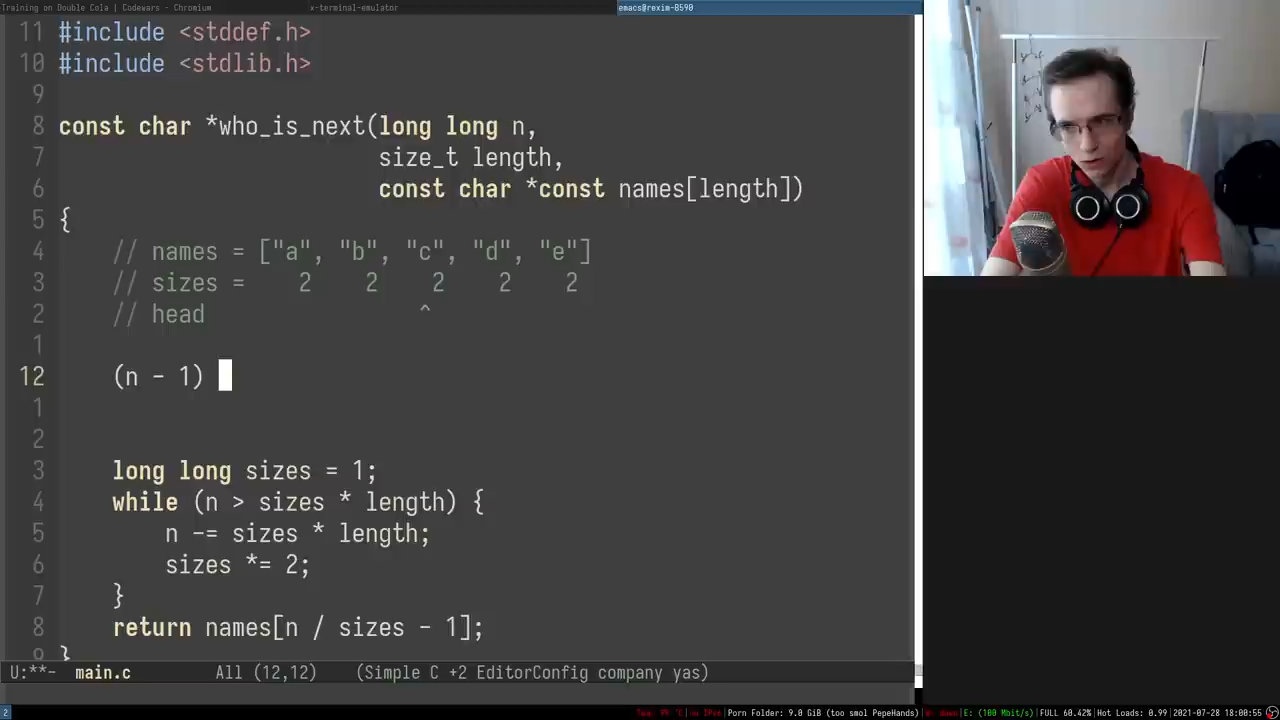 Training on Double Cola | Codewars - Chromium
x-terminal-emulator
emacs@rexim-8590
11 #include <stddef.h>
10 #include <stdlib.h>
9
8 const char *who_is_next(long long n,
7 size_t length,
6 const char *const names[length])
5 {
4 // names = ["a", "b", "c", "d", "e"]
3 // sizes = 2 2 2 2 2
2 // head ^
1
12 (n - 1)
1
2
3 long long sizes = 1;
4 while (n > sizes * length) {
5 n -= sizes * length;
6 sizes *= 2;
7 }
8 return names[n / sizes - 1];
9 }
U:**- main.c All (12,12) (Simple C +2 EditorConfig company yas)
2 Porn Folder: 9.0 GiB (too smol PepeHands) | W: down| E: (100 Mbit/s) | FULL 60.42% | Hot Loads: 0.99 | 2021-07-28 18:00:55